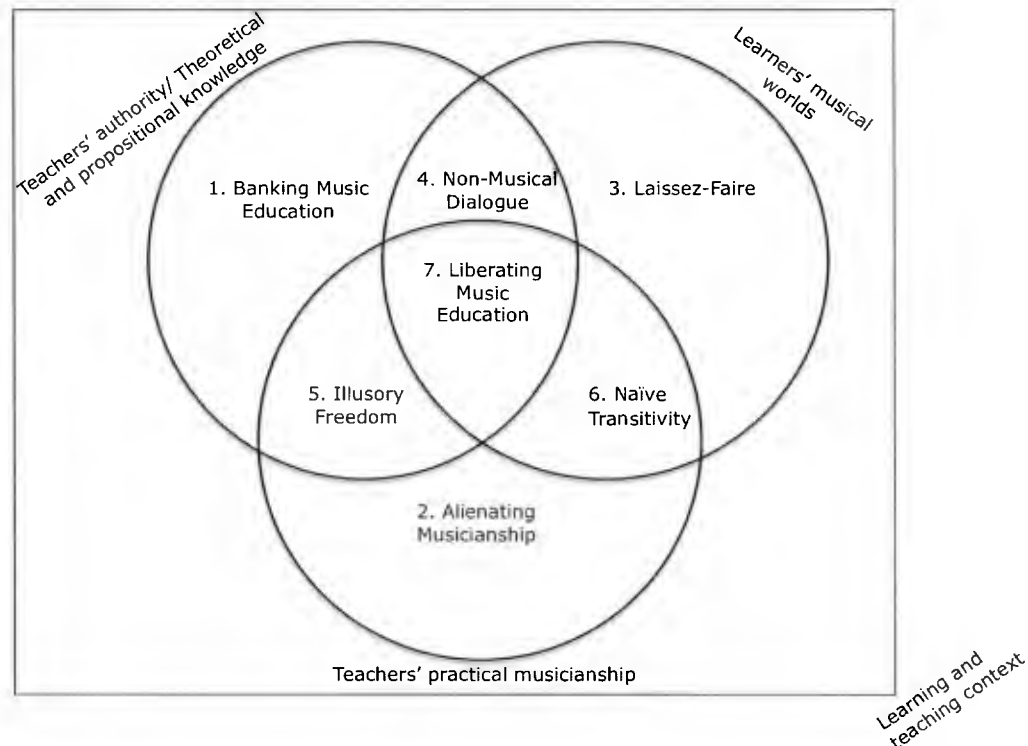 Teachers' authority/ Theoretical
and propositional knowledge
Learners' musical
worlds
1. Banking Music
Education
4. Non-Musical
Dialogue
3. Laissez-Faire
7. Liberating
Music
Education
5. Illusory
Freedom
6. Naïve
Transitivity
2. Alienating
Musicianship
Teachers' practical musicianship
Learning and
teaching context